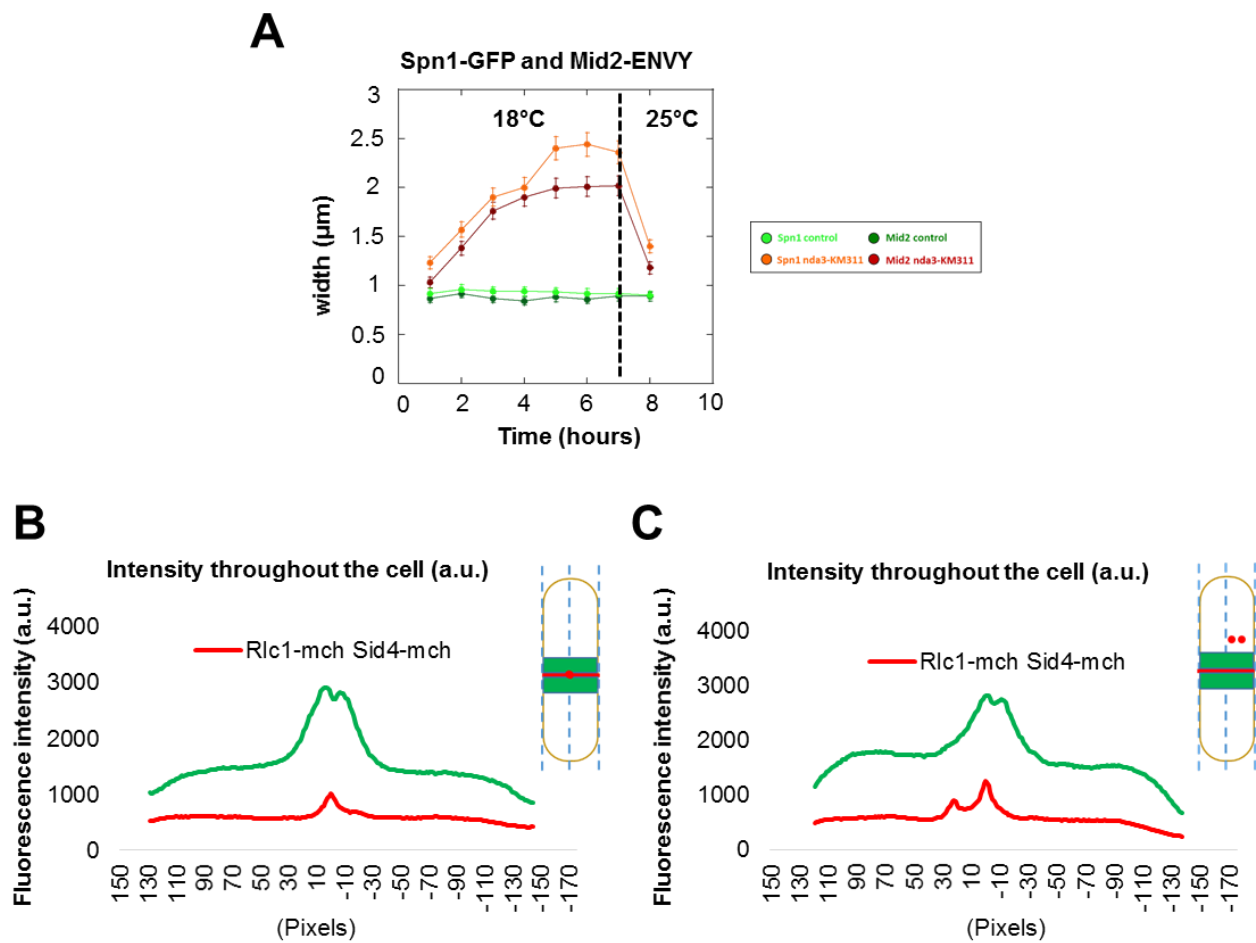 A
Spn1-GFP and Mid2-ENVY
3
2.5
2
1.5
1
0.5
0
width (µm)
18°C
25°C
0 2 4 6 8 10
Time (hours)
Spn1 control
Mid2 control
Spn1 nda3-KM311
Mid2 nda3-KM311
B
Intensity throughout the cell (a.u.)
Fluorescence intensity (a.u.)
4000
3000
2000
1000
0
Rlc1-mch Sid4-mch
150 130 110 90 70 50 30 10 -10 -30 -50 -70 -90 -110 -130 -150 -170
(Pixels)
C
Intensity throughout the cell (a.u.)
Fluorescence intensity (a.u.)
4000
3000
2000
1000
0
Rlc1-mch Sid4-mch
150 130 110 90 70 50 30 10 -10 -30 -50 -70 -90 -110 -130 -150 -170
(Pixels)